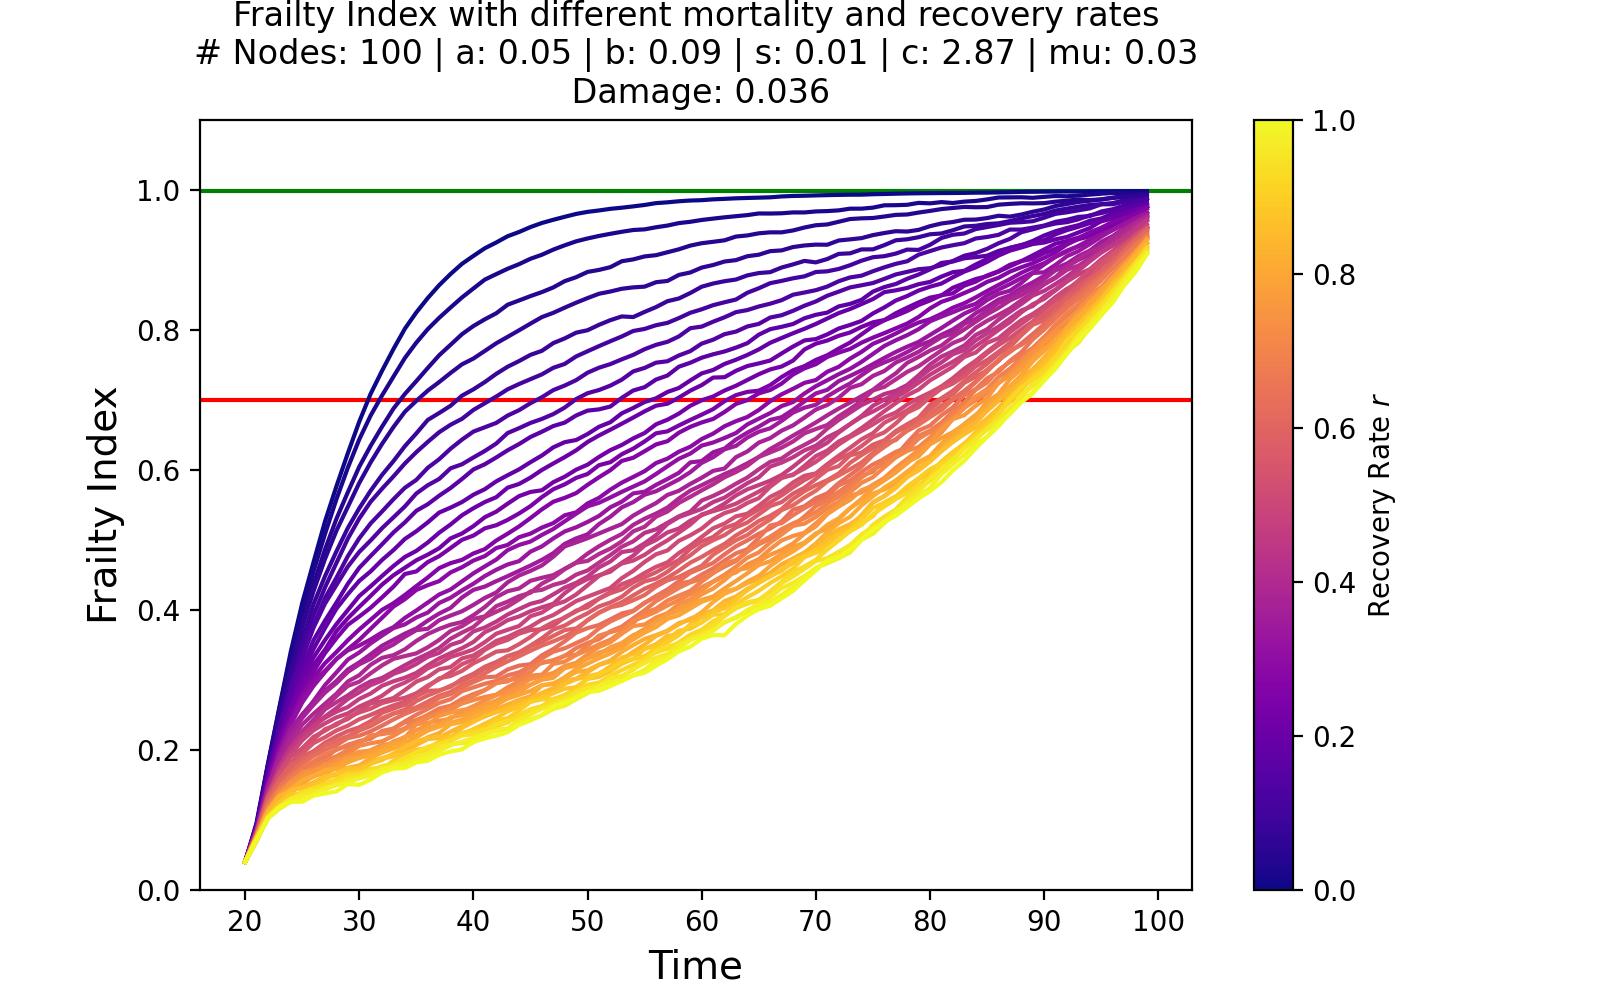 Frailty Index with different mortality and recovery rates
# Nodes: 100 | a: 0.05 | b: 0.09 | s: 0.01 | c: 2.87 | mu: 0.03
Damage: 0.036
Frailty Index
1.0
0.8
0.6
0.4
0.2
0.0
20 30 40 50 60 70 80 90 100
Time
1.0
0.8
0.6
0.4
0.2
0.0
Recovery Rate r